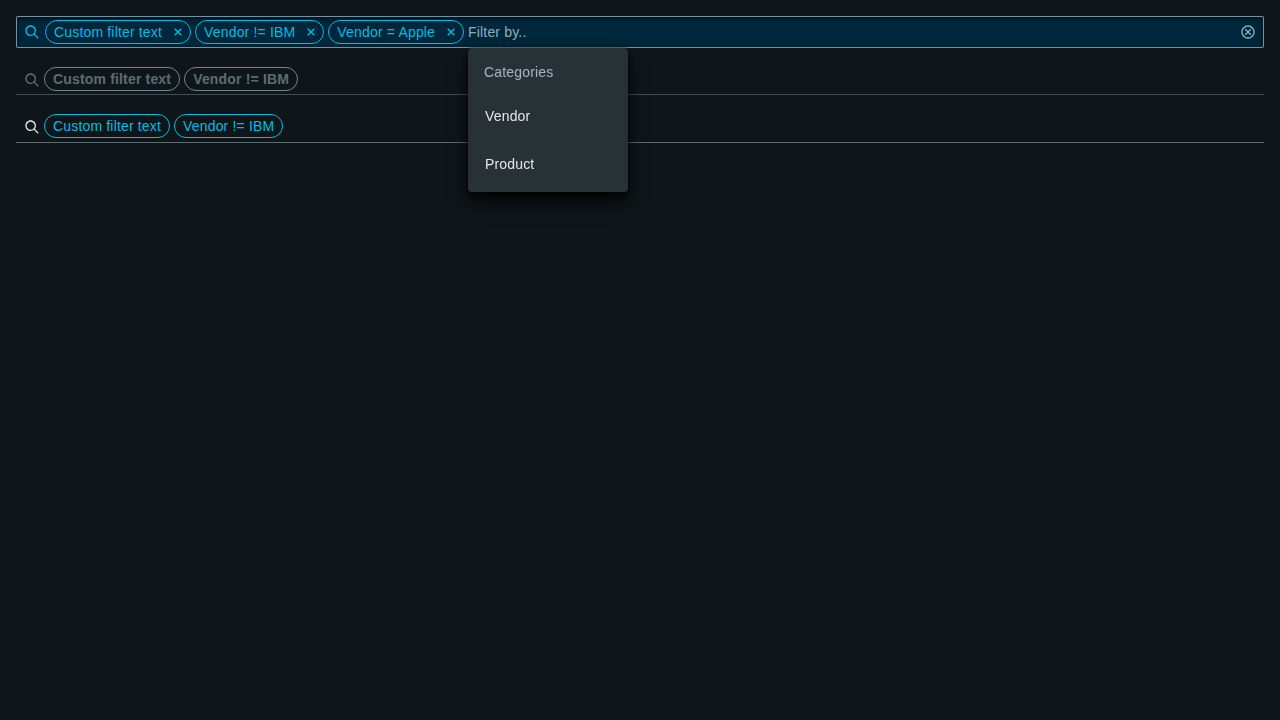 Custom filter text Vendor != IBM Vendor = Apple Filter by..
Categories
Custom filter text Vendor != IBM
Vendor
Custom filter text Vendor != IBM
Product